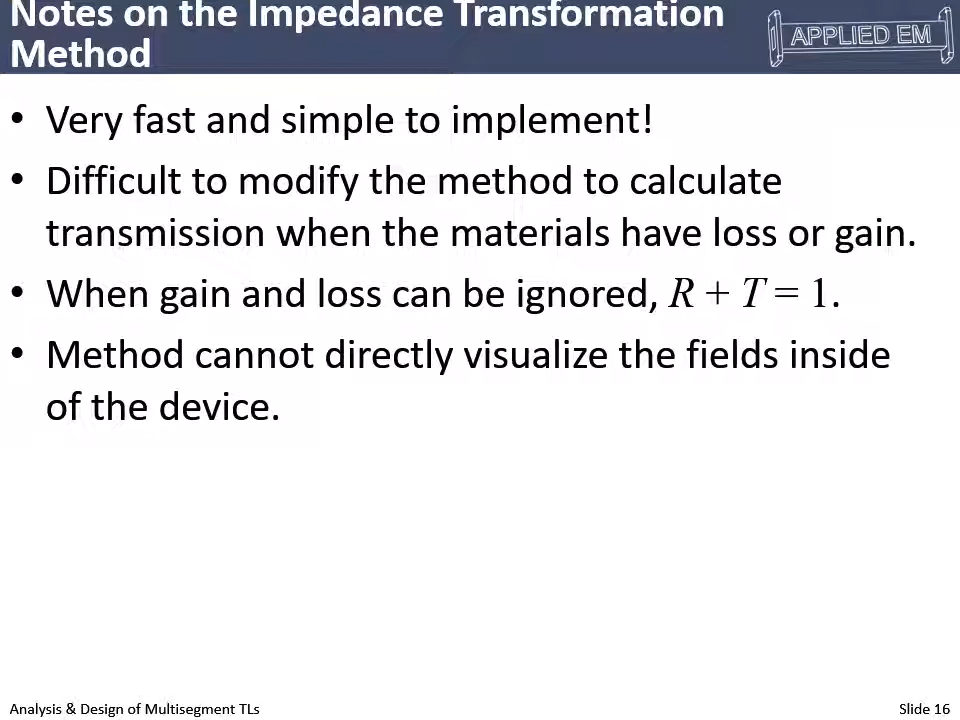 Notes on the Impedance Transformation
Method
APPLIED EM
• Very fast and simple to implement!
• Difficult to modify the method to calculate
transmission when the materials have loss or gain.
• When gain and loss can be ignored, R + T = 1.
• Method cannot directly visualize the fields inside
of the device.
Analysis & Design of Multisegment TLs
Slide 16